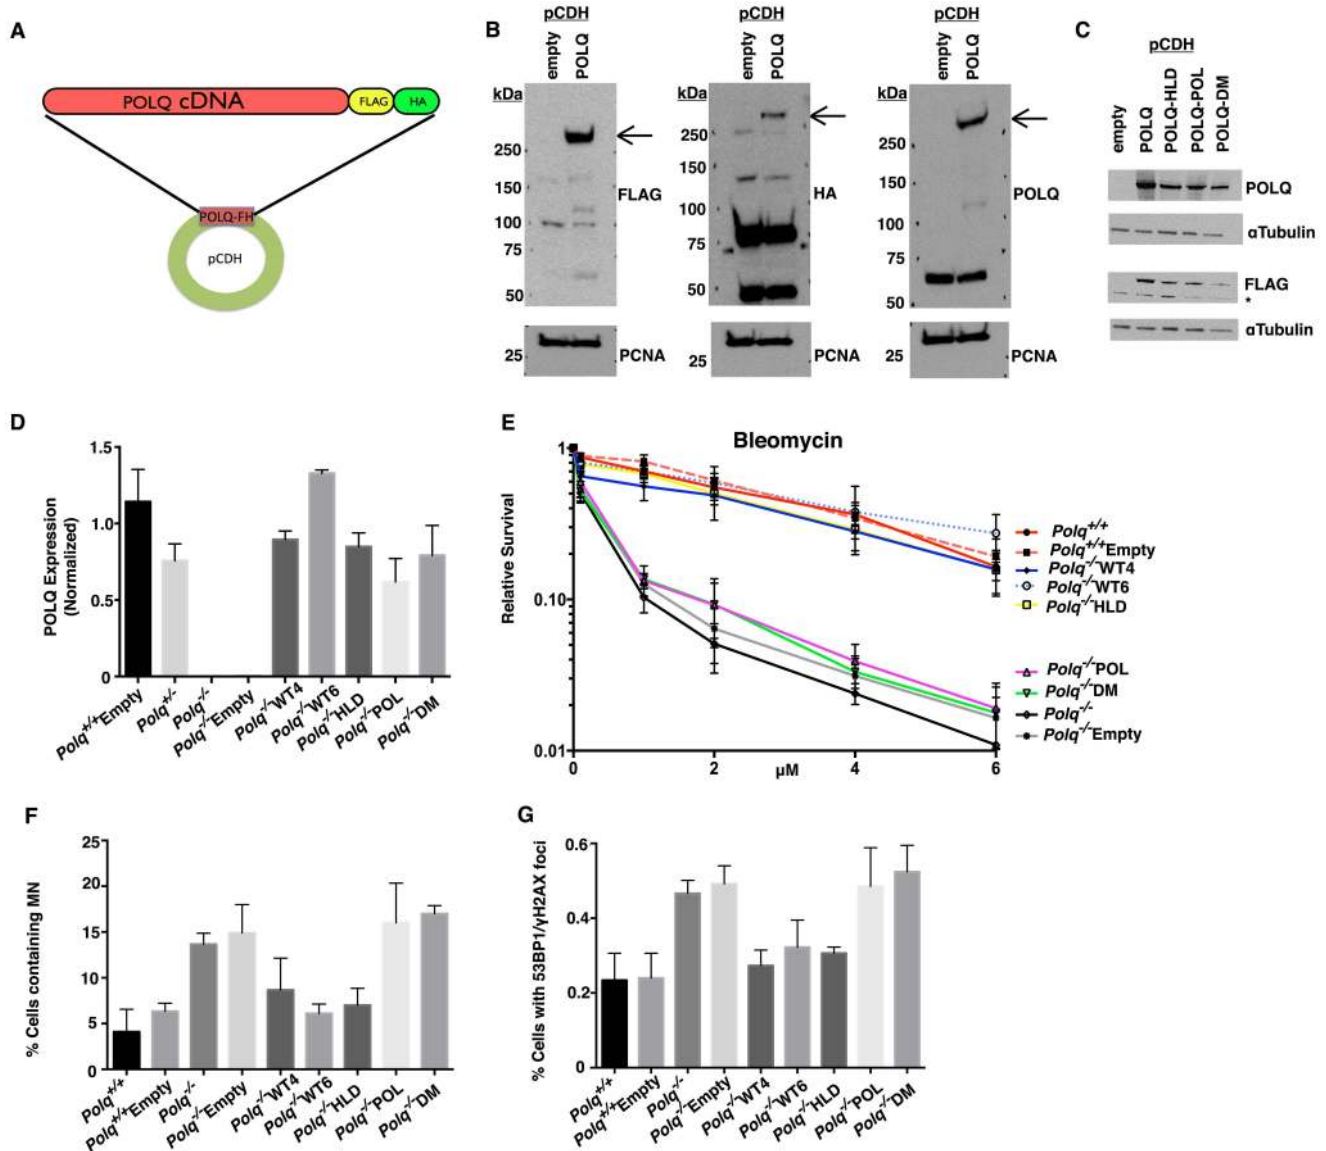 A
POLQ cDNA
FLAG
HA
POLQ-FH
pCDH
B
pCDH
empty
POLQ
kDa
250
150
100
75
50
FLAG
25
PCNA
pCDH
empty
POLQ
kDa
250
150
100
75
50
HA
25
PCNA
pCDH
empty
POLQ
kDa
250
150
100
75
50
POLQ
25
PCNA
C
pCDH
empty
POLQ
POLQ-HLD
POLQ-POL
POLQ-DM
POLQ
αTubulin
FLAG
*
αTubulin
D
POLQ Expression
(Normalized)
1.5
1.0
0.5
0
Polq+/+Empty
Polq+/-
Polq-/-
Polq-/-Empty
Polq-/-WT4
Polq-/-WT6
Polq-/-HLD
Polq-/-POL
Polq-/-DM
E
Bleomycin
Relative Survival
1
0.10
0.01
0
2
4
6
µM
Polq+/+
Polq+/+Empty
Polq-/-WT4
Polq-/-WT6
Polq-/-HLD
Polq-/-POL
Polq-/-DM
Polq-/-
Polq-/-Empty
F
% Cells containing MN
25
20
15
10
5
0
Polq+/+
Polq+/+Empty
Polq-/-
Polq-/-Empty
Polq-/-WT4
Polq-/-WT6
Polq-/-HLD
Polq-/-POL
Polq-/-DM
G
% Cells with 53BP1/γH2AX foci
0.6
0.4
0.2
0
Polq+/+
Polq+/+Empty
Polq-/-
Polq-/-Empty
Polq-/-WT4
Polq-/-WT6
Polq-/-HLD
Polq-/-POL
Polq-/-DM